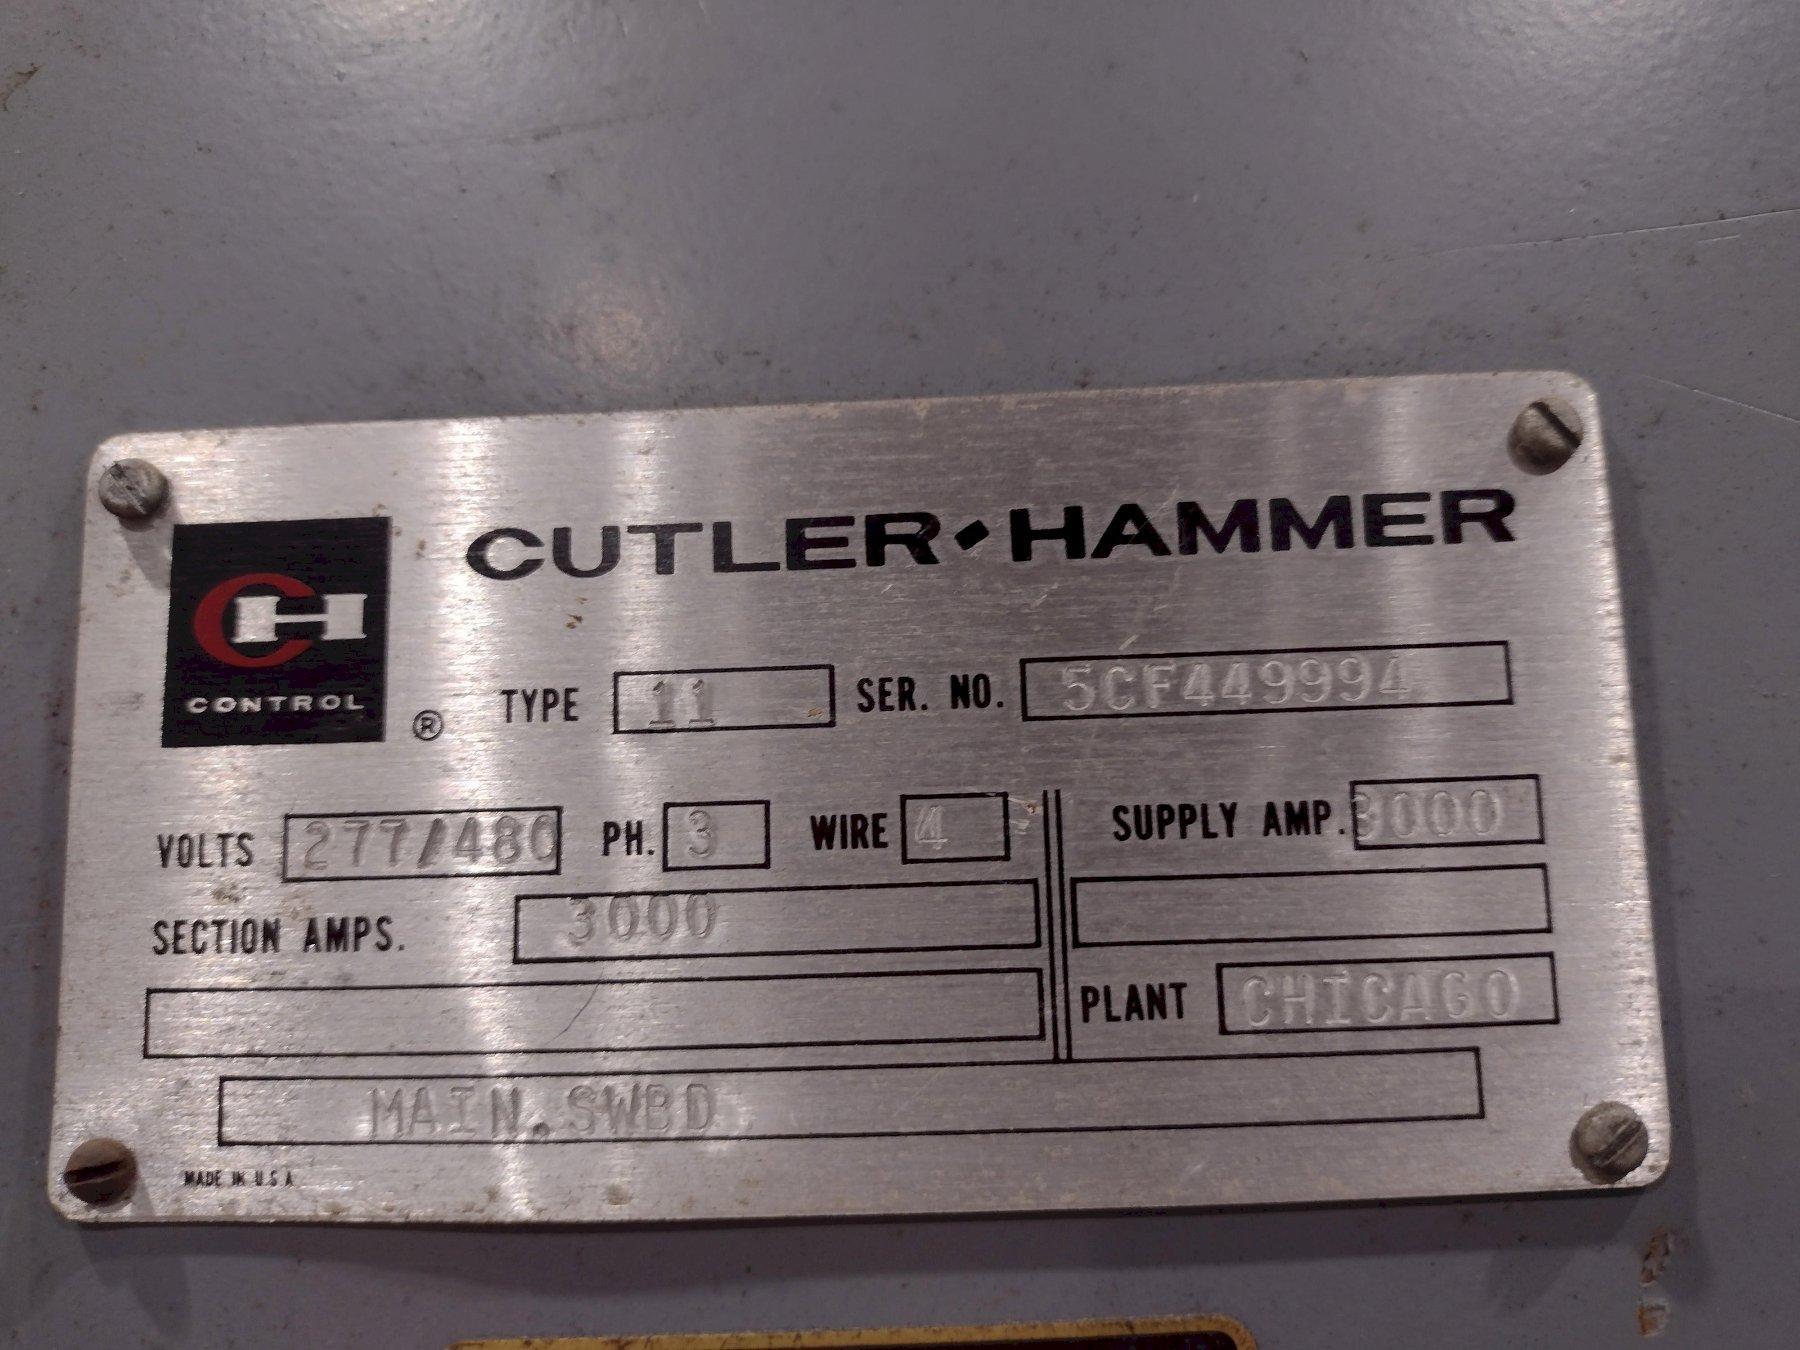 CUTLER-HAMMER
CH
CONTROL ®
TYPE 11 SER. NO. 5CF449994
VOLTS 277/480 PH. 3 WIRE 4 SUPPLY AMP. 3000
SECTION AMPS. 3000
PLANT CHICAGO
MAIN. SWBD
MADE IN U.S.A